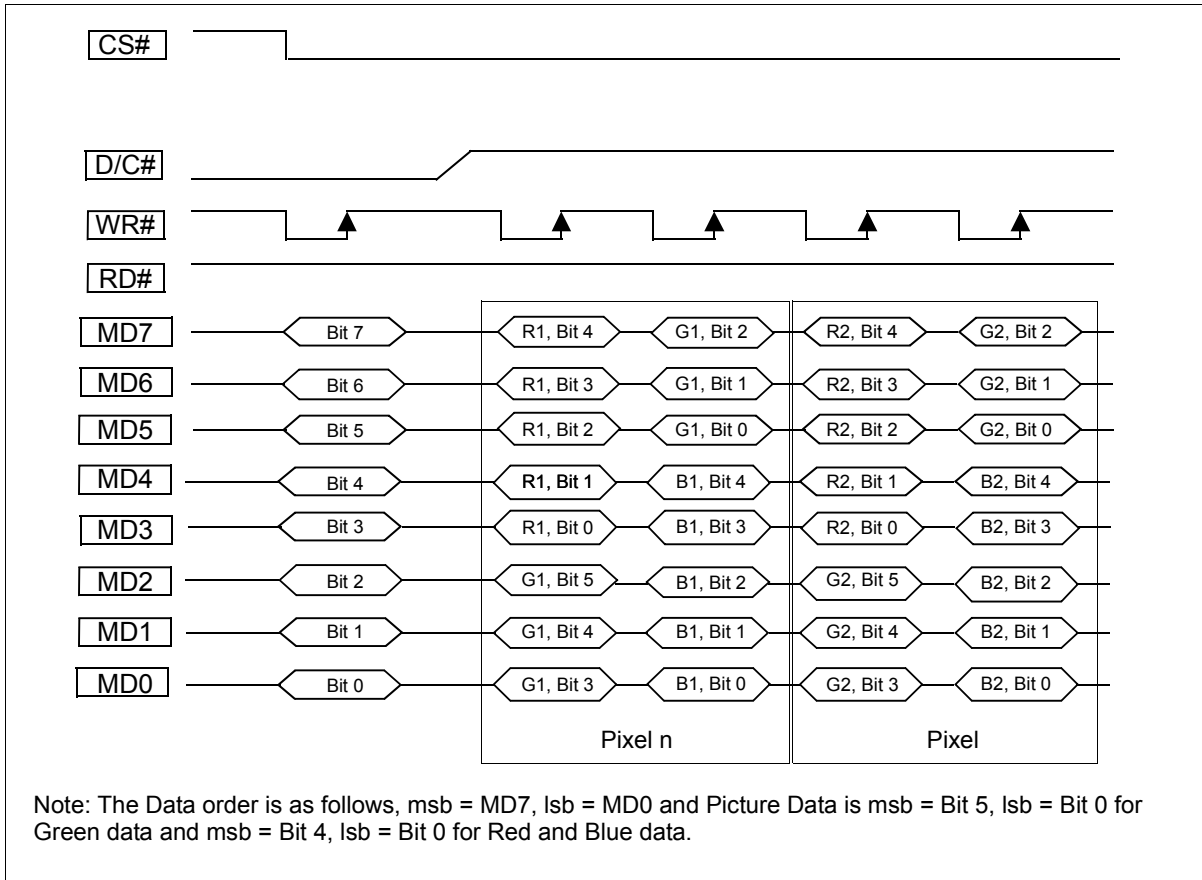 CS#
D/C#
WR#
RD#
MD7 Bit 7 R1, Bit 4 G1, Bit 2 R2, Bit 4 G2, Bit 2
MD6 Bit 6 R1, Bit 3 G1, Bit 1 R2, Bit 3 G2, Bit 1
MD5 Bit 5 R1, Bit 2 G1, Bit 0 R2, Bit 2 G2, Bit 0
MD4 Bit 4 R1, Bit 1 B1, Bit 4 R2, Bit 1 B2, Bit 4
MD3 Bit 3 R1, Bit 0 B1, Bit 3 R2, Bit 0 B2, Bit 3
MD2 Bit 2 G1, Bit 5 B1, Bit 2 G2, Bit 5 B2, Bit 2
MD1 Bit 1 G1, Bit 4 B1, Bit 1 G2, Bit 4 B2, Bit 1
MD0 Bit 0 G1, Bit 3 B1, Bit 0 G2, Bit 3 B2, Bit 0
Pixel n Pixel
Note: The Data order is as follows, msb = MD7, lsb = MD0 and Picture Data is msb = Bit 5, lsb = Bit 0 for
Green data and msb = Bit 4, lsb = Bit 0 for Red and Blue data.